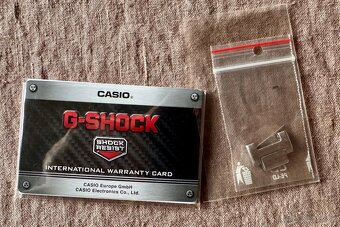 CASIO
G-SHOCK
SHOCK
RESIST
INTERNATIONAL WARRANTY CARD
CASIO Europe GmbH
CASIO Electronics Co., Ltd.